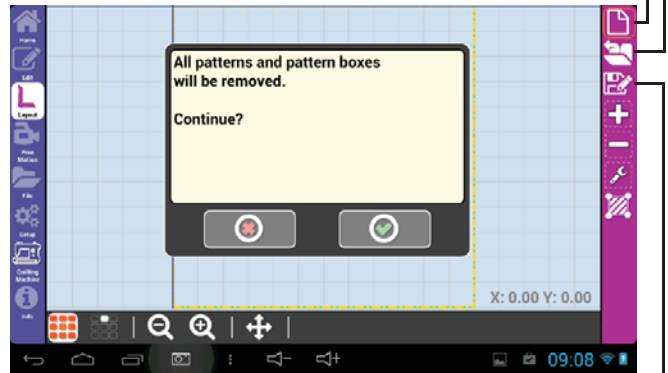 Home
Edit
Layout
Free
Motion
File
Setup
Quilting
Machine
Info
All patterns and pattern boxes
will be removed.
Continue?
X: 0.00 Y: 0.00
09:08